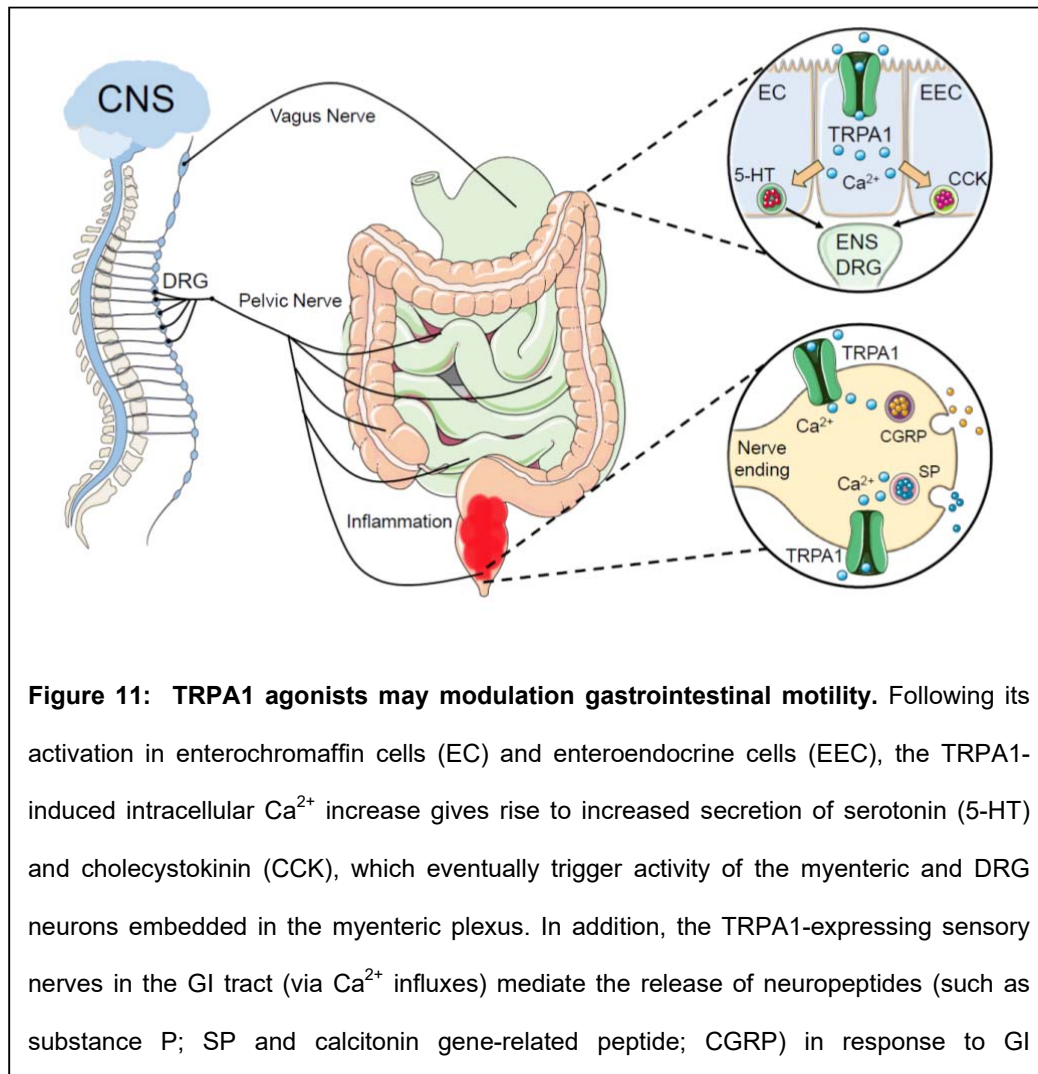 CNS
Vagus Nerve
DRG
Pelvic Nerve
Inflammation
EC
EEC
TRPA1
5-HT
Ca²⁺
CCK
ENS
DRG
TRPA1
Ca²⁺
CGRP
Nerve
ending
SP
Ca²⁺
TRPA1
Figure 11: TRPA1 agonists may modulation gastrointestinal motility. Following its
activation in enterochromaffin cells (EC) and enteroendocrine cells (EEC), the TRPA1-
induced intracellular Ca²⁺ increase gives rise to increased secretion of serotonin (5-HT)
and cholecystokinin (CCK), which eventually trigger activity of the myenteric and DRG
neurons embedded in the myenteric plexus. In addition, the TRPA1-expressing sensory
nerves in the GI tract (via Ca²⁺ influxes) mediate the release of neuropeptides (such as
substance P; SP and calcitonin gene-related peptide; CGRP) in response to GI